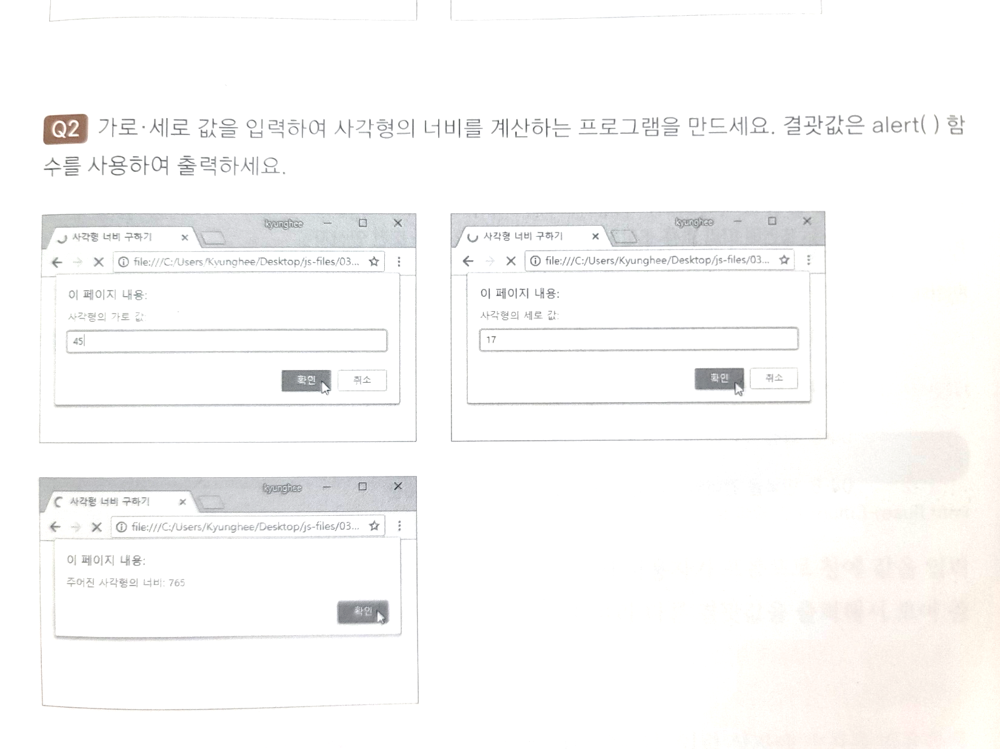 Q2 가로·세로 값을 입력하여 사각형의 너비를 계산하는 프로그램을 만드세요. 결괏값은 alert( ) 함
수를 사용하여 출력하세요.
kyunghee
사각형 너비 구하기
file:///C:/Users/Kyunghee/Desktop/js-files/03...
이 페이지 내용:
사각형의 가로 값:
45
확인 취소
kyunghee
사각형 너비 구하기
file:///C:/Users/Kyunghee/Desktop/js-files/03...
이 페이지 내용:
사각형의 세로 값:
17
확인 취소
kyunghee
사각형 너비 구하기
file:///C:/Users/Kyunghee/Desktop/js-files/03...
이 페이지 내용:
주어진 사각형의 너비: 765
확인